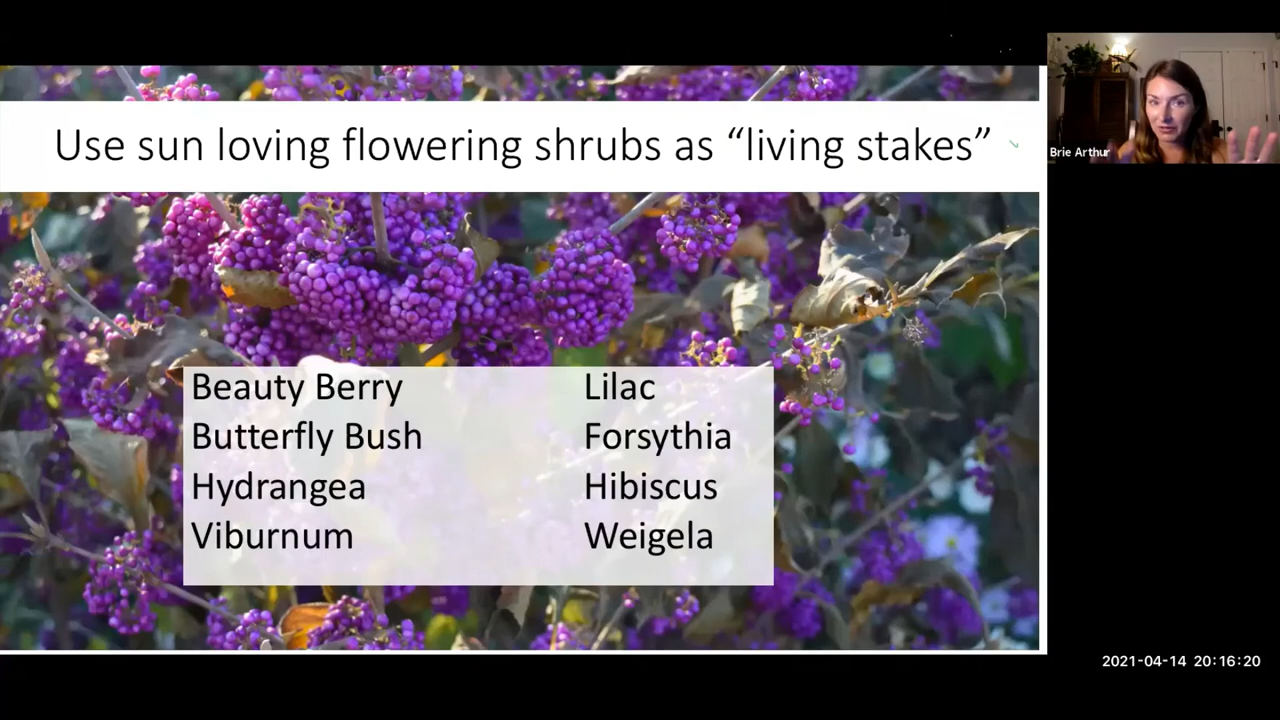 Use sun loving flowering shrubs as “living stakes”
Brie Arthur
Beauty Berry
Butterfly Bush
Hydrangea
Viburnum
Lilac
Forsythia
Hibiscus
Weigela
2021-04-14 20:16:20